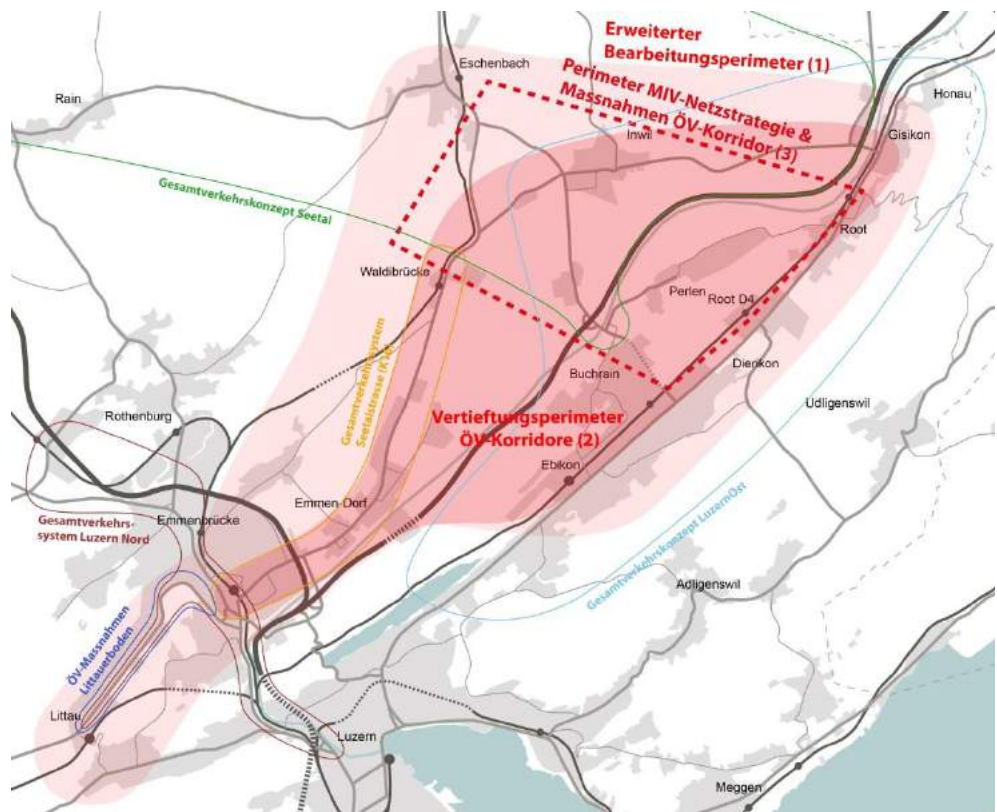 Erweiterter
Bearbeitungsperimeter (1)
Eschenbach
Perimeter MIV-Netzstrategie &
Massnahmen ÖV-Korridor (3)
Rain
Honau
Inwil
Gisikon
Gesamtverkehrskonzept Seetal
Root
Waldibrücke
Perlen
Root D4
Gesamtverkehrssystem
Dierikon
Buchrain
Rothenburg
Vertieftungsperimeter
ÖV-Korridore (2)
Udligenswil
Ebikon
Emmen-Dorf
Emmenbrücke
Gesamtverkehrs-
system Luzern Nord
Gesamtverkehrskonzept LuzernOst
Adligenswil
ÖV-Massnahmen
Littauerboden
Littau
Luzern
Meggen